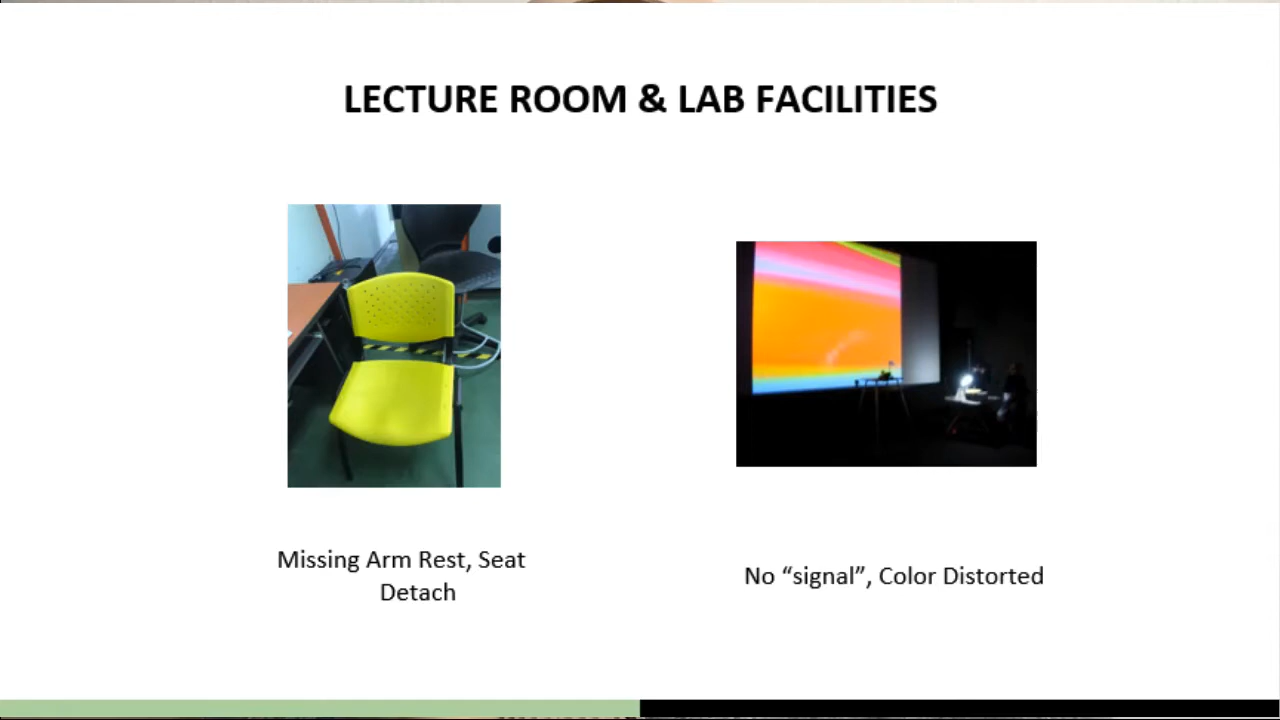 LECTURE ROOM & LAB FACILITIES
Missing Arm Rest, Seat
Detach
No “signal”, Color Distorted